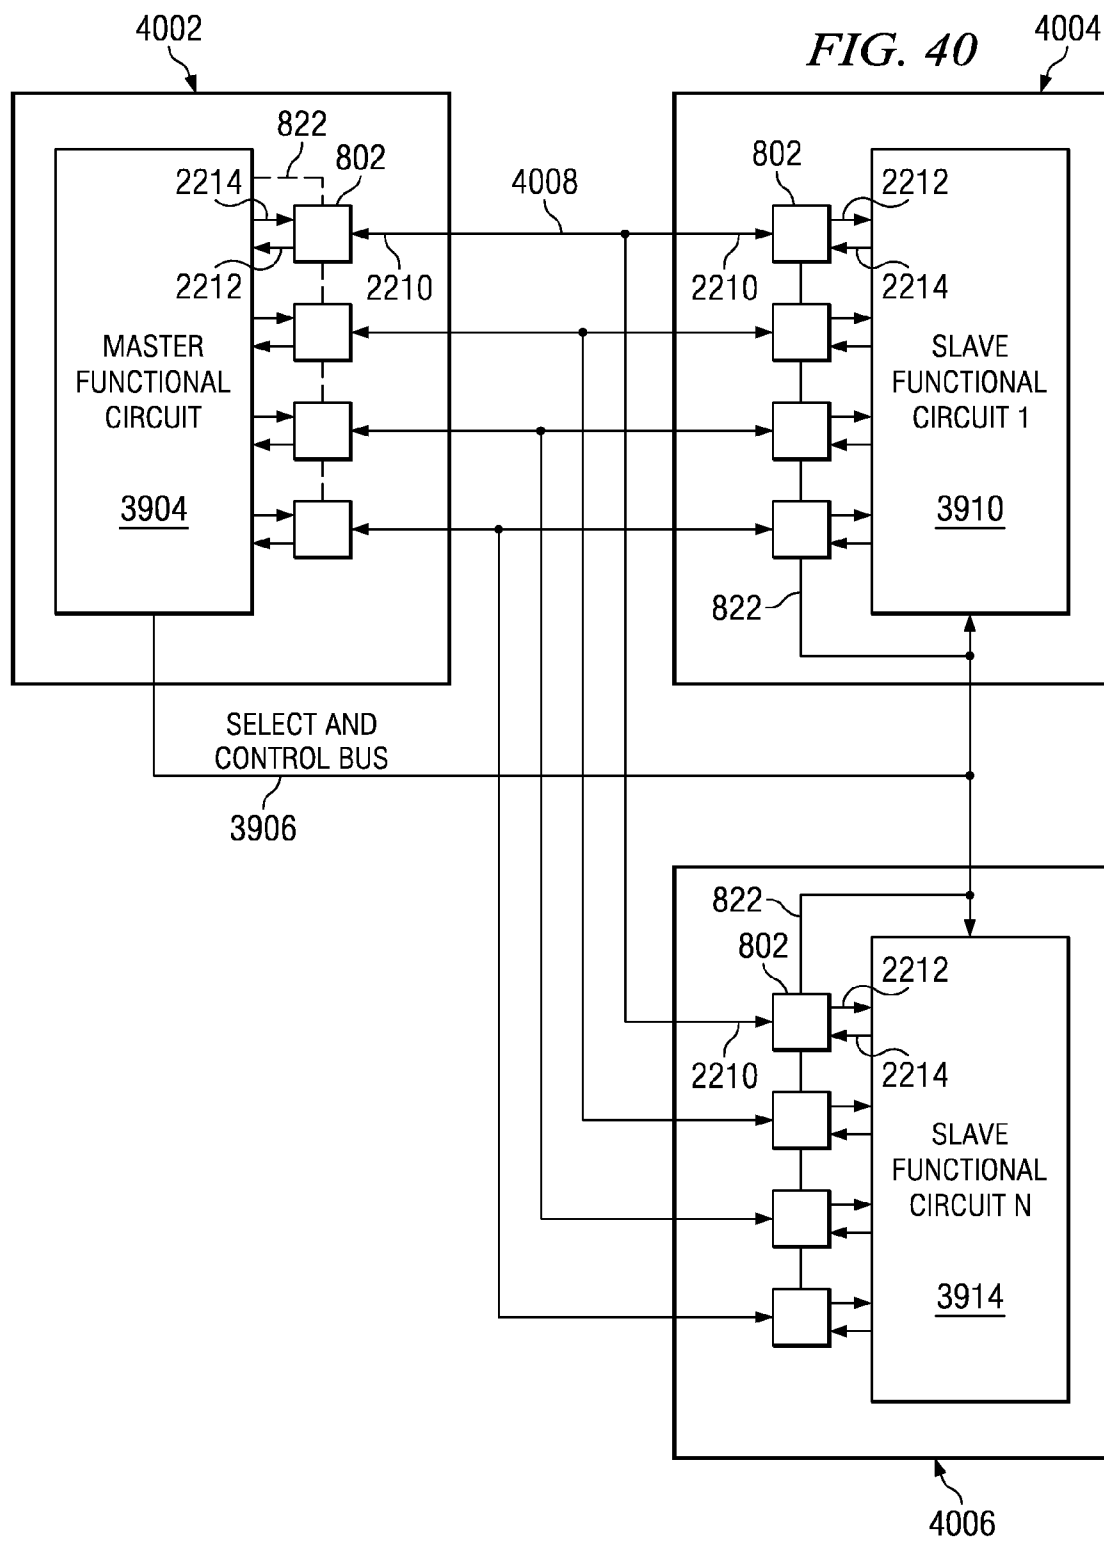 4002
FIG. 40
4004
822
802
2214
2212
2210
4008
MASTER
FUNCTIONAL
CIRCUIT
3904
802
2210
2212
2214
SLAVE
FUNCTIONAL
CIRCUIT 1
3910
822
SELECT AND
CONTROL BUS
3906
822
802
2210
2212
2214
SLAVE
FUNCTIONAL
CIRCUIT N
3914
4006